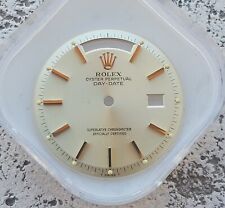 ROLEX
OYSTER PERPETUAL
DAY-DATE
SUPERLATIVE CHRONOMETER
OFFICIALLY CERTIFIED